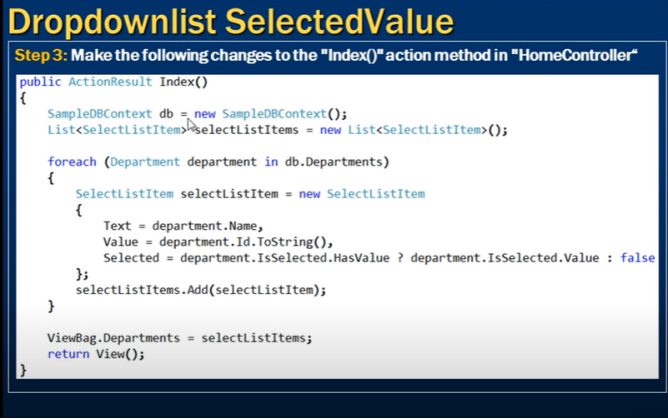 Dropdownlist SelectedValue
Step 3: Make the following changes to the "Index()" action method in "HomeController“
public ActionResult Index()
{
    SampleDBContext db = new SampleDBContext();
    List<SelectListItem> selectListItems = new List<SelectListItem>();
    foreach (Department department in db.Departments)
    {
        SelectListItem selectListItem = new SelectListItem
        {
            Text = department.Name,
            Value = department.Id.ToString(),
            Selected = department.IsSelected.HasValue ? department.IsSelected.Value : false
        };
        selectListItems.Add(selectListItem);
    }
    ViewBag.Departments = selectListItems;
    return View();
}